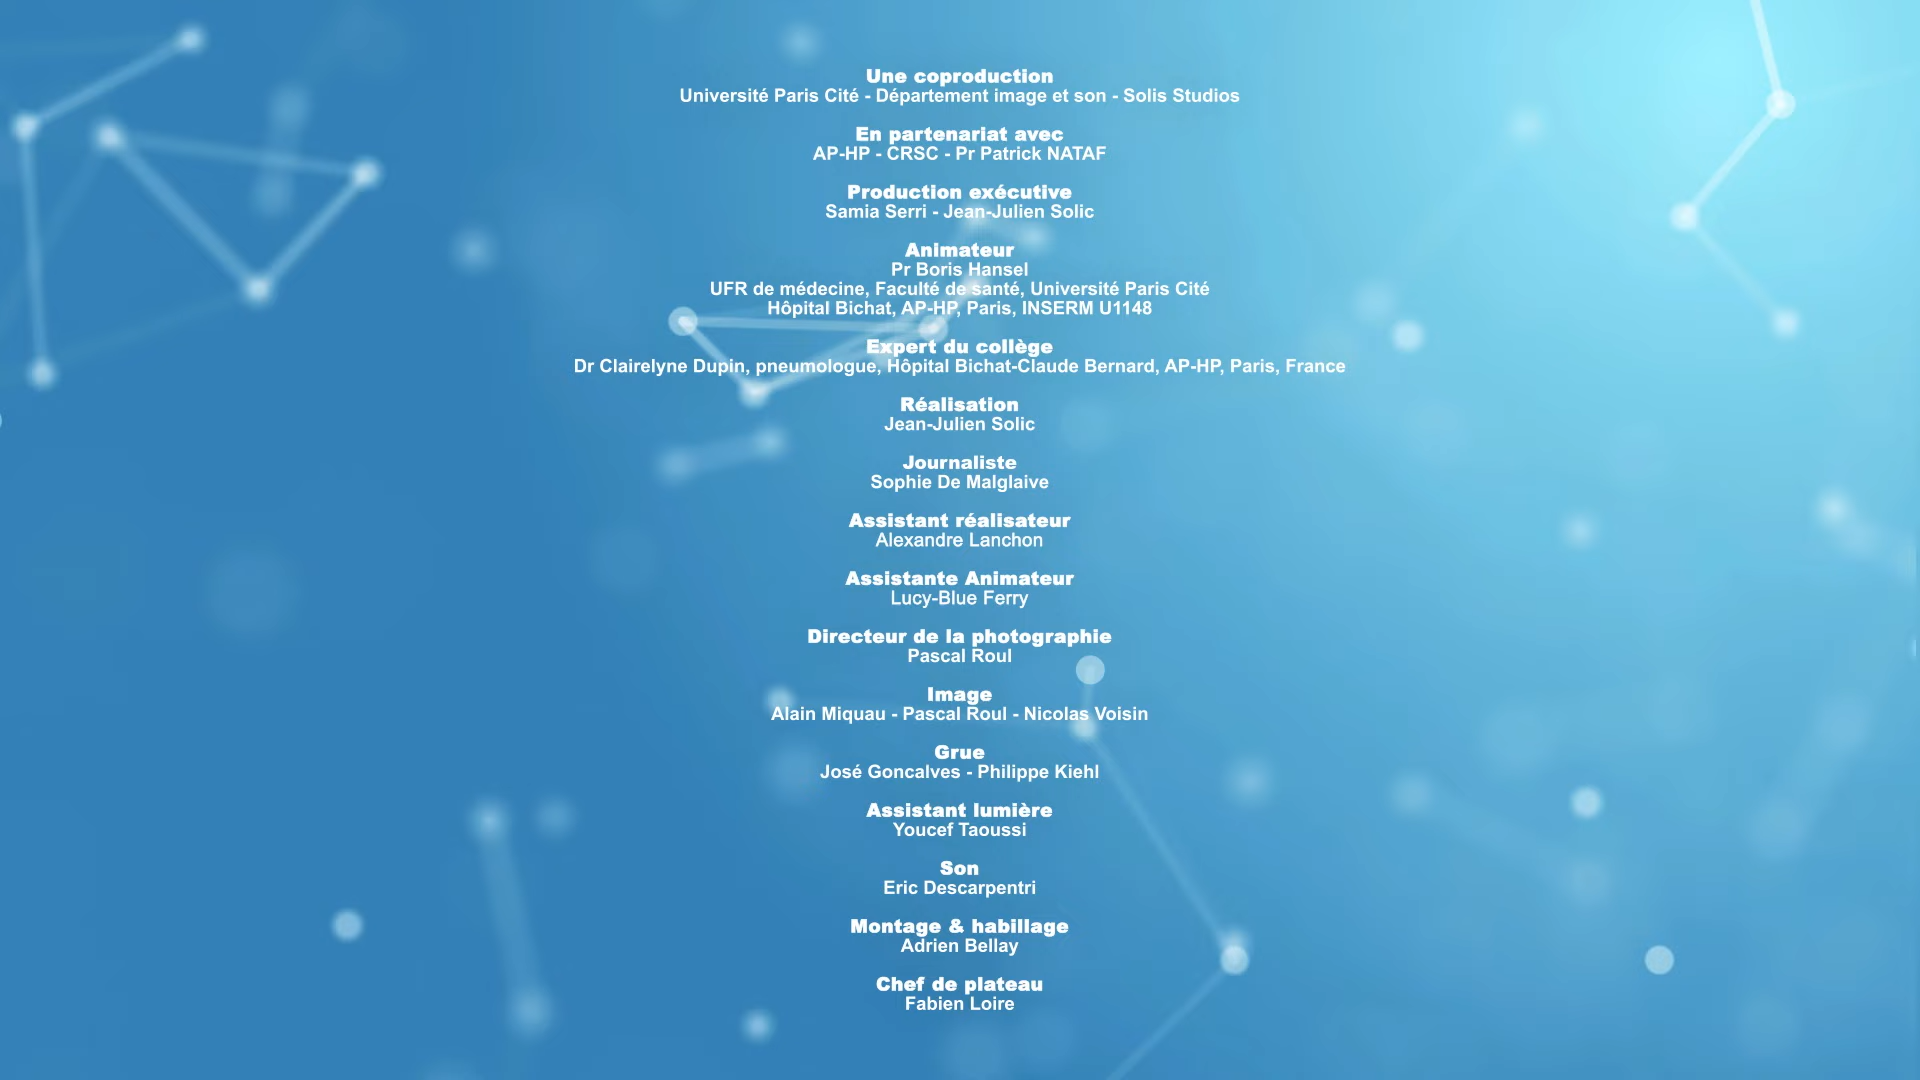 Une coproduction
Université Paris Cité - Département image et son - Solis Studios
En partenariat avec
AP-HP - CRSC - Pr Patrick NATAF
Production exécutive
Samia Serri - Jean-Julien Solic
Animateur
Pr Boris Hansel
UFR de médecine, Faculté de santé, Université Paris Cité
Hôpital Bichat, AP-HP, Paris, INSERM U1148
Expert du collège
Dr Clairelyne Dupin, pneumologue, Hôpital Bichat-Claude Bernard, AP-HP, Paris, France
Réalisation
Jean-Julien Solic
Journaliste
Sophie De Malglaive
Assistant réalisateur
Alexandre Lanchon
Assistante Animateur
Lucy-Blue Ferry
Directeur de la photographie
Pascal Roul
Image
Alain Miquau - Pascal Roul - Nicolas Voisin
Grue
José Goncalves - Philippe Kiehl
Assistant lumière
Youcef Taoussi
Son
Eric Descarpentri
Montage & habillage
Adrien Bellay
Chef de plateau
Fabien Loire